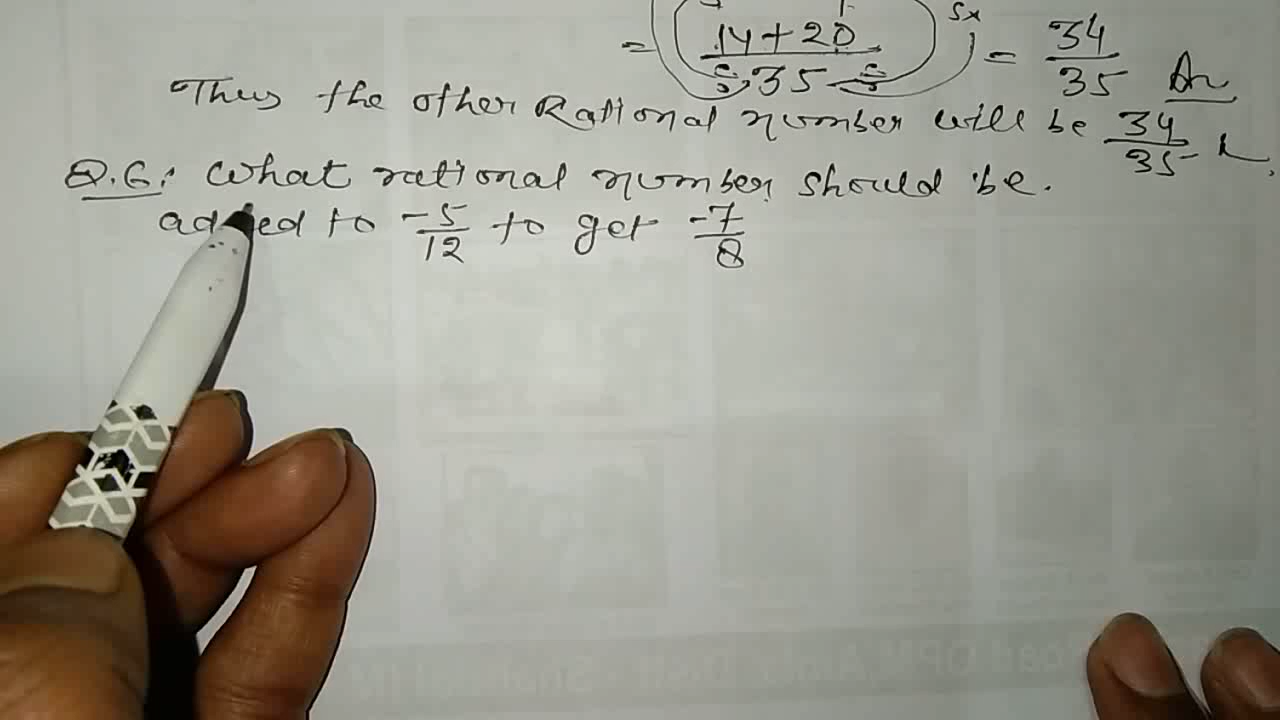 = 14+20 / 35 = 34/35 An
Thus the other Rational number will be 34/35
Q.6: What rational number should be.
added to -5/12 to get -7/8